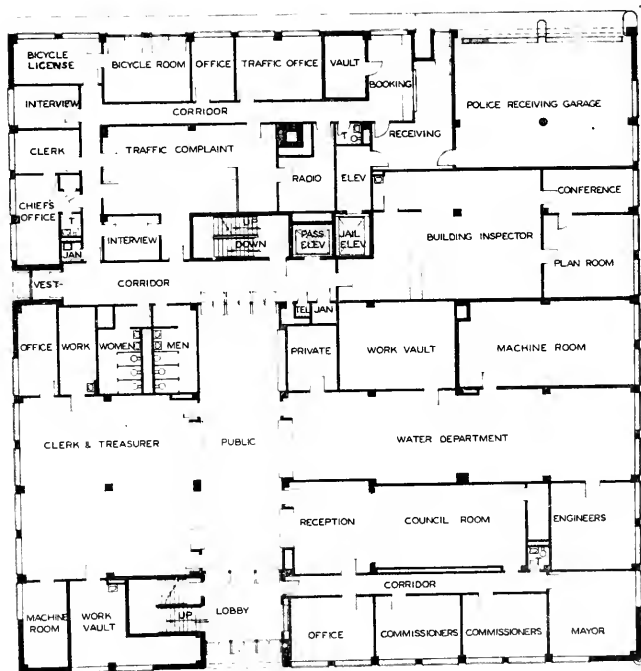 BICYCLE
LICENSE
BICYCLE ROOM
OFFICE
TRAFFIC OFFICE
VAULT
BOOKING
POLICE RECEIVING GARAGE
INTERVIEW
CORRIDOR
RECEIVING
CLERK
TRAFFIC COMPLAINT
T
RADIO
ELEV
CHIEF'S
OFFICE
T
JAN
INTERVIEW
UP
DOWN
PASS
ELEV
JAIL
ELEV
BUILDING INSPECTOR
CONFERENCE
PLAN ROOM
VEST
CORRIDOR
OFFICE
WORK
WOMEN
MEN
TEL
JAN
PRIVATE
WORK VAULT
MACHINE ROOM
CLERK & TREASURER
PUBLIC
WATER DEPARTMENT
RECEPTION
COUNCIL ROOM
ENGINEERS
T
CORRIDOR
MACHINE
ROOM
WORK
VAULT
UP
LOBBY
OFFICE
COMMISSIONERS
COMMISSIONERS
MAYOR